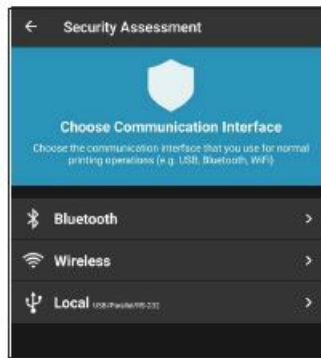 Security Assessment
Choose Communication Interface
Choose the communication interface that you use for normal
printing operations (e.g. USB, Bluetooth, WiFi)
Bluetooth
Wireless
Local USB/Parallel/RS-232